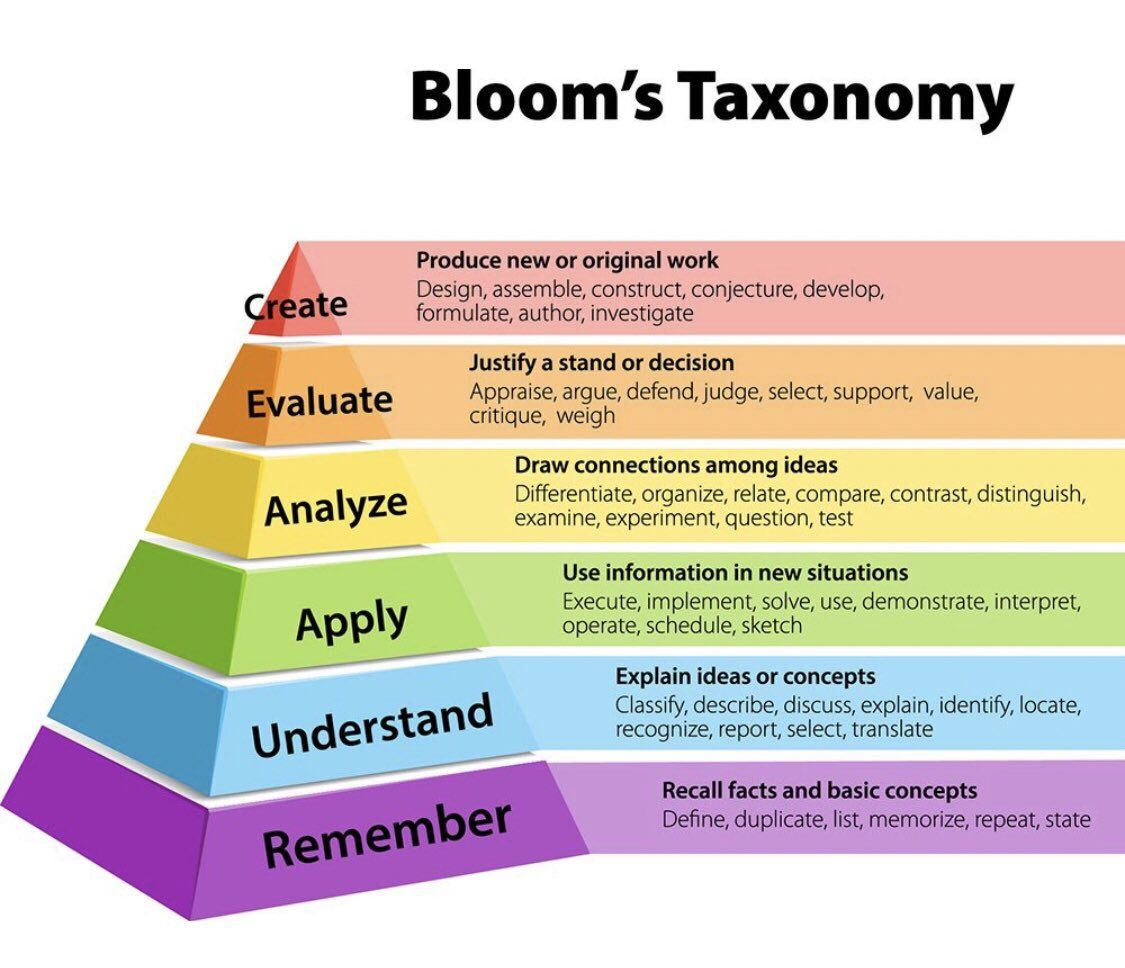 Bloom's Taxonomy
Create
Produce new or original work
Design, assemble, construct, conjecture, develop,
formulate, author, investigate
Evaluate
Justify a stand or decision
Appraise, argue, defend, judge, select, support, value,
critique, weigh
Analyze
Draw connections among ideas
Differentiate, organize, relate, compare, contrast, distinguish,
examine, experiment, question, test
Apply
Use information in new situations
Execute, implement, solve, use, demonstrate, interpret,
operate, schedule, sketch
Understand
Explain ideas or concepts
Classify, describe, discuss, explain, identify, locate,
recognize, report, select, translate
Remember
Recall facts and basic concepts
Define, duplicate, list, memorize, repeat, state